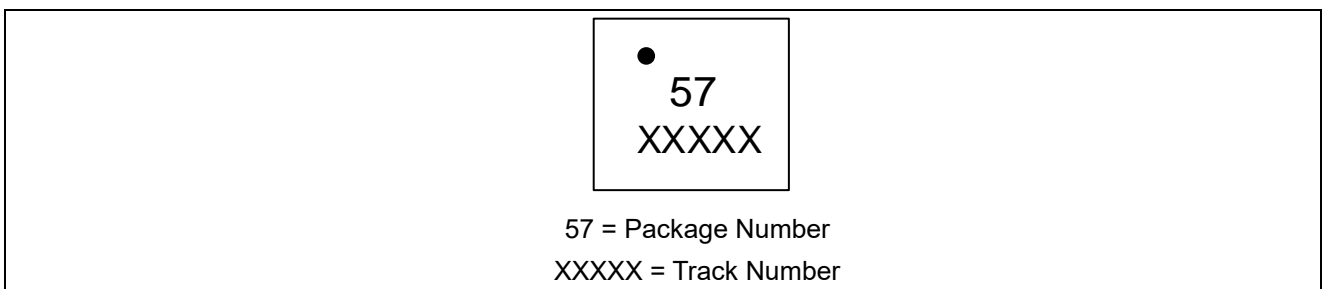 57
XXXXX
57 = Package Number
XXXXX = Track Number